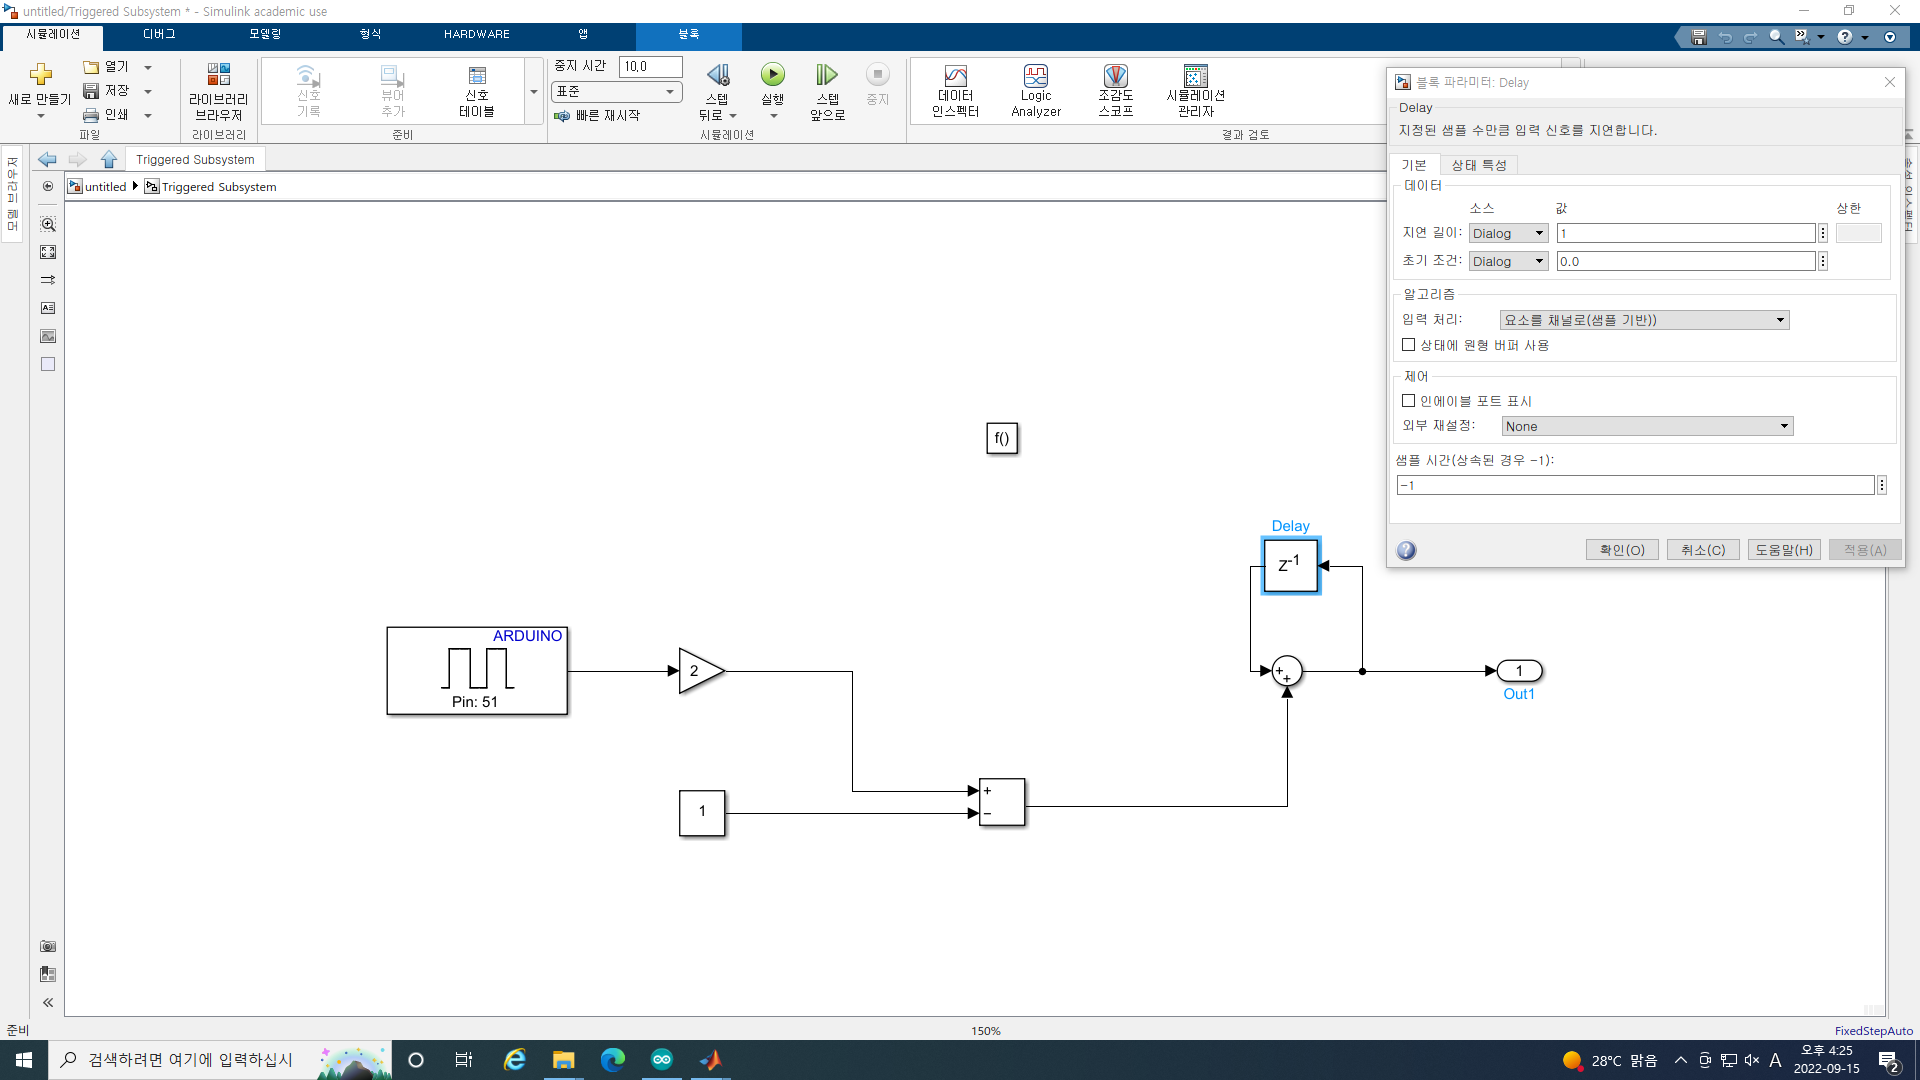 untitled/Triggered Subsystem * - Simulink academic use
시뮬레이션 디버그 모델링 형식 HARDWARE 앱 블록
새로 만들기
열기
저장
인쇄
파일
라이브러리
브라우저
라이브러리
신호
기록
뷰어
추가
신호
테이블
준비
중지 시간 10.0
표준
빠른 재시작
스텝
뒤로
실행
스텝
앞으로
중지
시뮬레이션
데이터
인스펙터
Logic
Analyzer
조감도
스코프
시뮬레이션
관리자
결과 검토
모델 브라우저
Triggered Subsystem
untitled Triggered Subsystem
블록 파라미터: Delay
Delay
지정된 샘플 수만큼 입력 신호를 지연합니다.
기본 상태 특성
데이터
소스 값 상한
지연 길이: Dialog 1
초기 조건: Dialog 0.0
알고리즘
입력 처리: 요소를 채널로(샘플 기반))
상태에 원형 버퍼 사용
제어
인에이블 포트 표시
외부 재설정: None
샘플 시간(상속된 경우 -1):
-1
확인(O) 취소(C) 도움말(H) 적용(A)
f()
Delay
Z-1
ARDUINO
Pin: 51
2
+
+
1
Out1
1
+
−
준비 150% FixedStepAuto
검색하려면 여기에 입력하십시
28°C 맑음
A
오후 4:25
2022-09-15
2